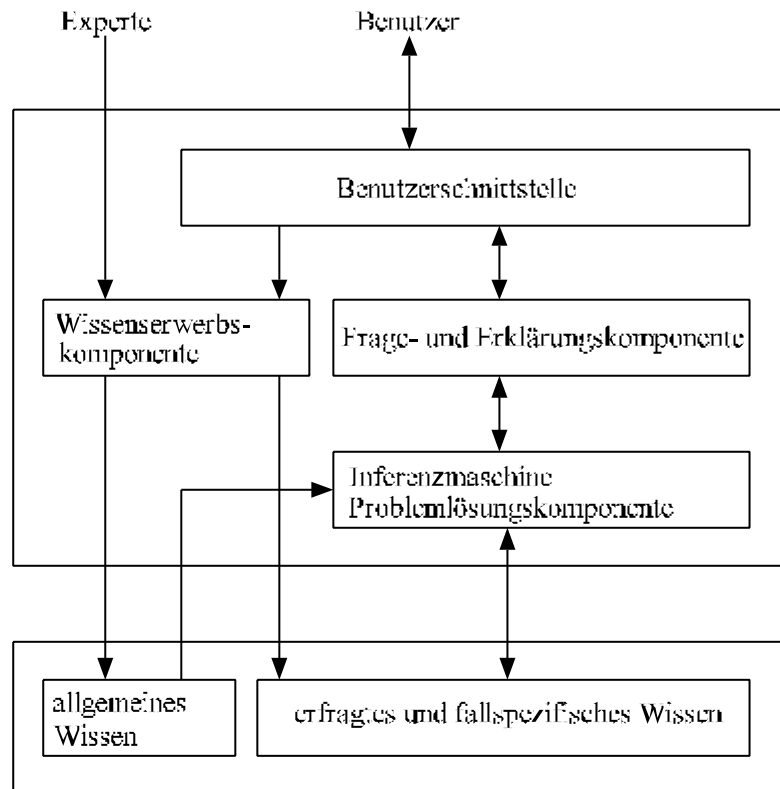 Experte
Benutzer
Benutzerschnittstelle
Wissenserwerbs-
komponente
Frage- und Erklärungskomponente
Inferenzmaschine
Problemlösungskomponente
allgemeines
Wissen
erfragtes und fallspezifisches Wissen